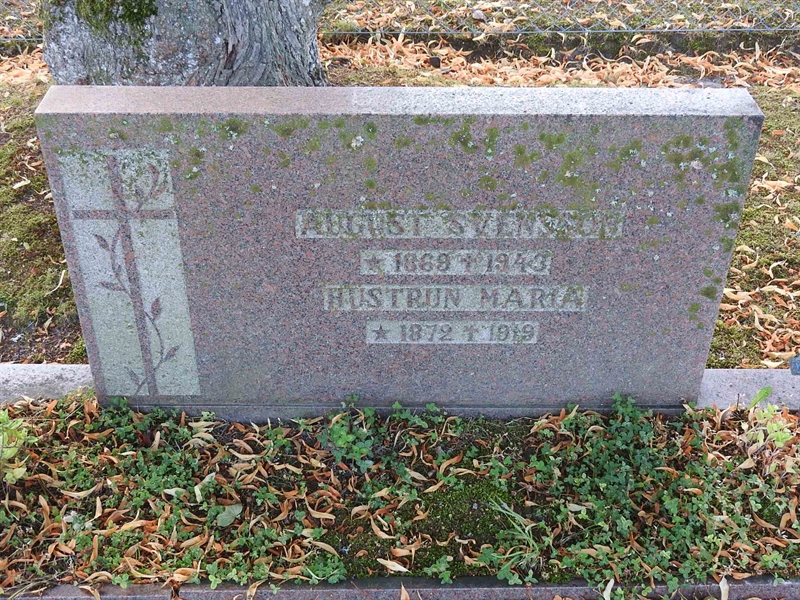 AUGUST SVENSSON
★ 1869 ✝ 1943
HUSTRUN MARIA
★ 1872 ✝ 1919